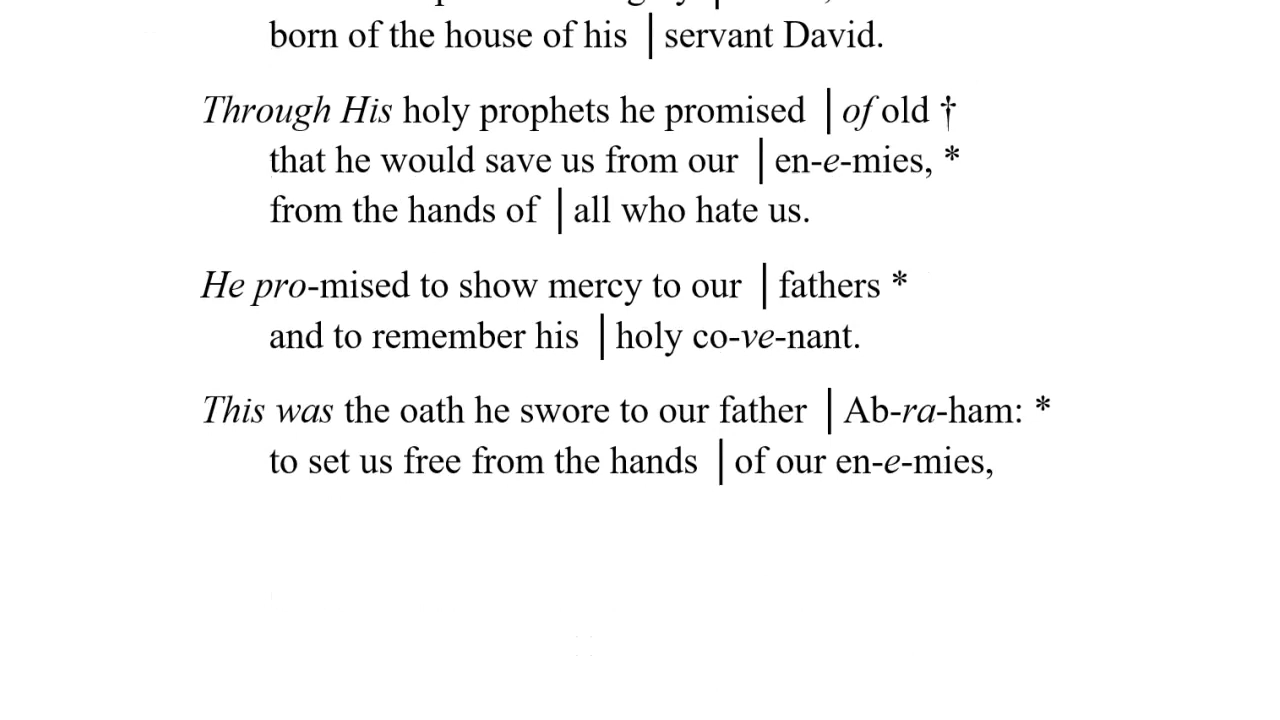 born of the house of his | servant David.
Through His holy prophets he promised | of old †
that he would save us from our | en-e-mies, *
from the hands of | all who hate us.
He pro-mised to show mercy to our | fathers *
and to remember his | holy co-ve-nant.
This was the oath he swore to our father | Ab-ra-ham: *
to set us free from the hands | of our en-e-mies,